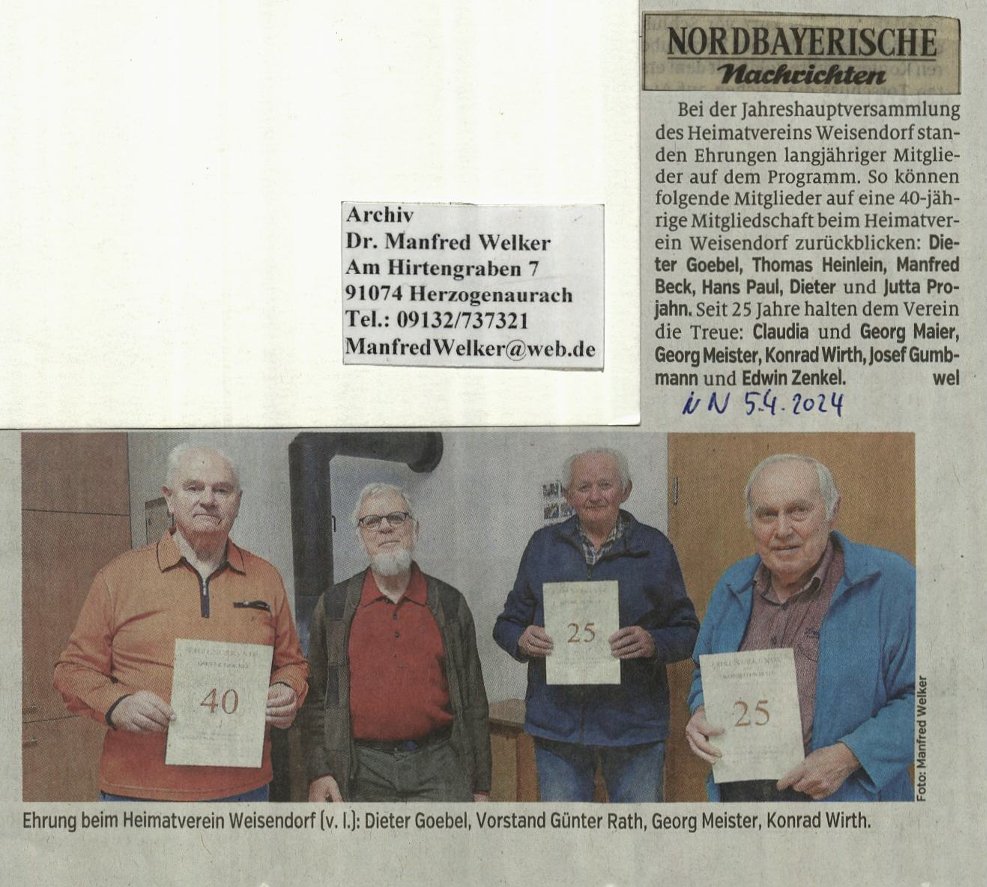 NORDBAYERISCHE
Nachrichten
Bei der Jahreshauptversammlung
des Heimatvereins Weisendorf stan-
den Ehrungen langjähriger Mitglie-
der auf dem Programm. So können
folgende Mitglieder auf eine 40-jäh-
rige Mitgliedschaft beim Heimatver-
ein Weisendorf zurückblicken: Die-
ter Goebel, Thomas Heinlein, Manfred
Beck, Hans Paul, Dieter und Jutta Pro-
jahn. Seit 25 Jahre halten dem Verein
die Treue: Claudia und Georg Maier,
Georg Meister, Konrad Wirth, Josef Gumb-
mann und Edwin Zenkel. wel
NN 5.4.2024
Archiv
Dr. Manfred Welker
Am Hirtengraben 7
91074 Herzogenaurach
Tel.: 09132/737321
ManfredWelker@web.de
40
25
25
Foto: Manfred Welker
Ehrung beim Heimatverein Weisendorf (v. l.): Dieter Goebel, Vorstand Günter Rath, Georg Meister, Konrad Wirth.